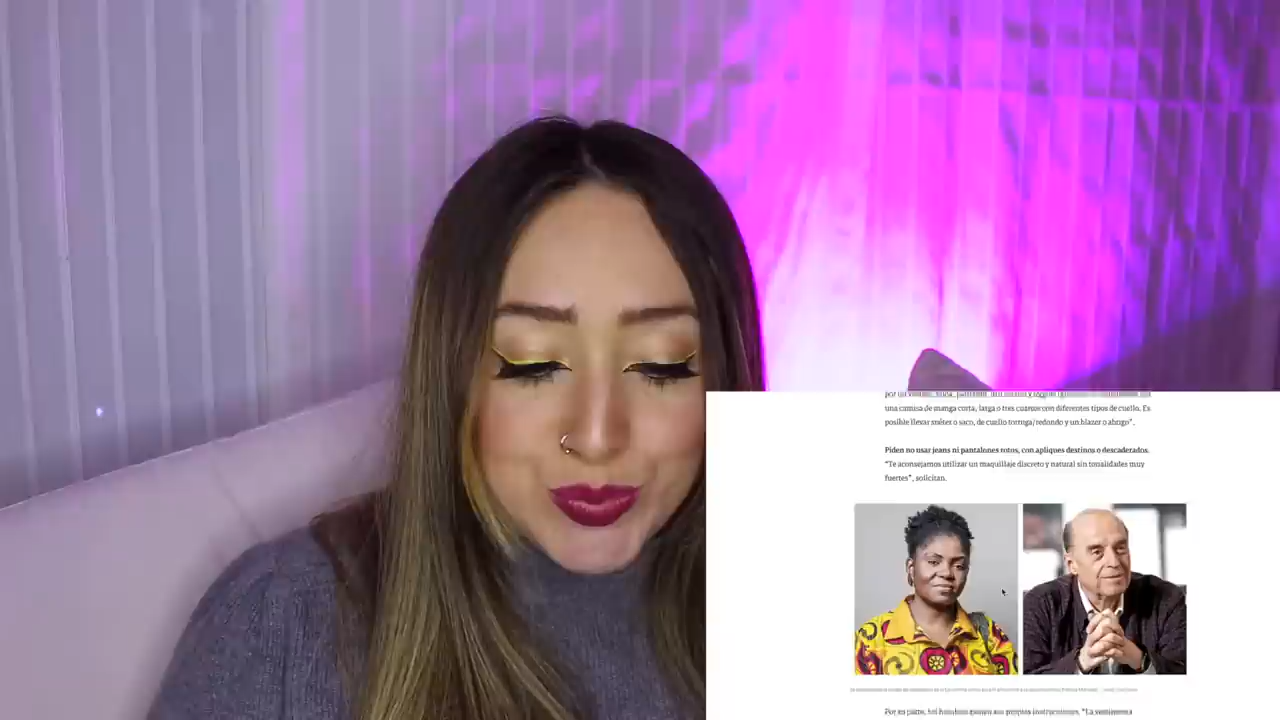 una camisa de manga corta, larga o tres cuartos con diferentes tipos de cuello. Es
posible llevar suéter o saco, de cuello tortuga/redondo y un blazer o abrigo".
Piden no usar jeans ni pantalones rotos, con apliques destinos o descaderados.
"Te aconsejamos utilizar un maquillaje discreto y natural sin tonalidades muy
fuertes", solicitan.
Por su parte, los hombres tienen sus propias instrucciones. "La vestimenta